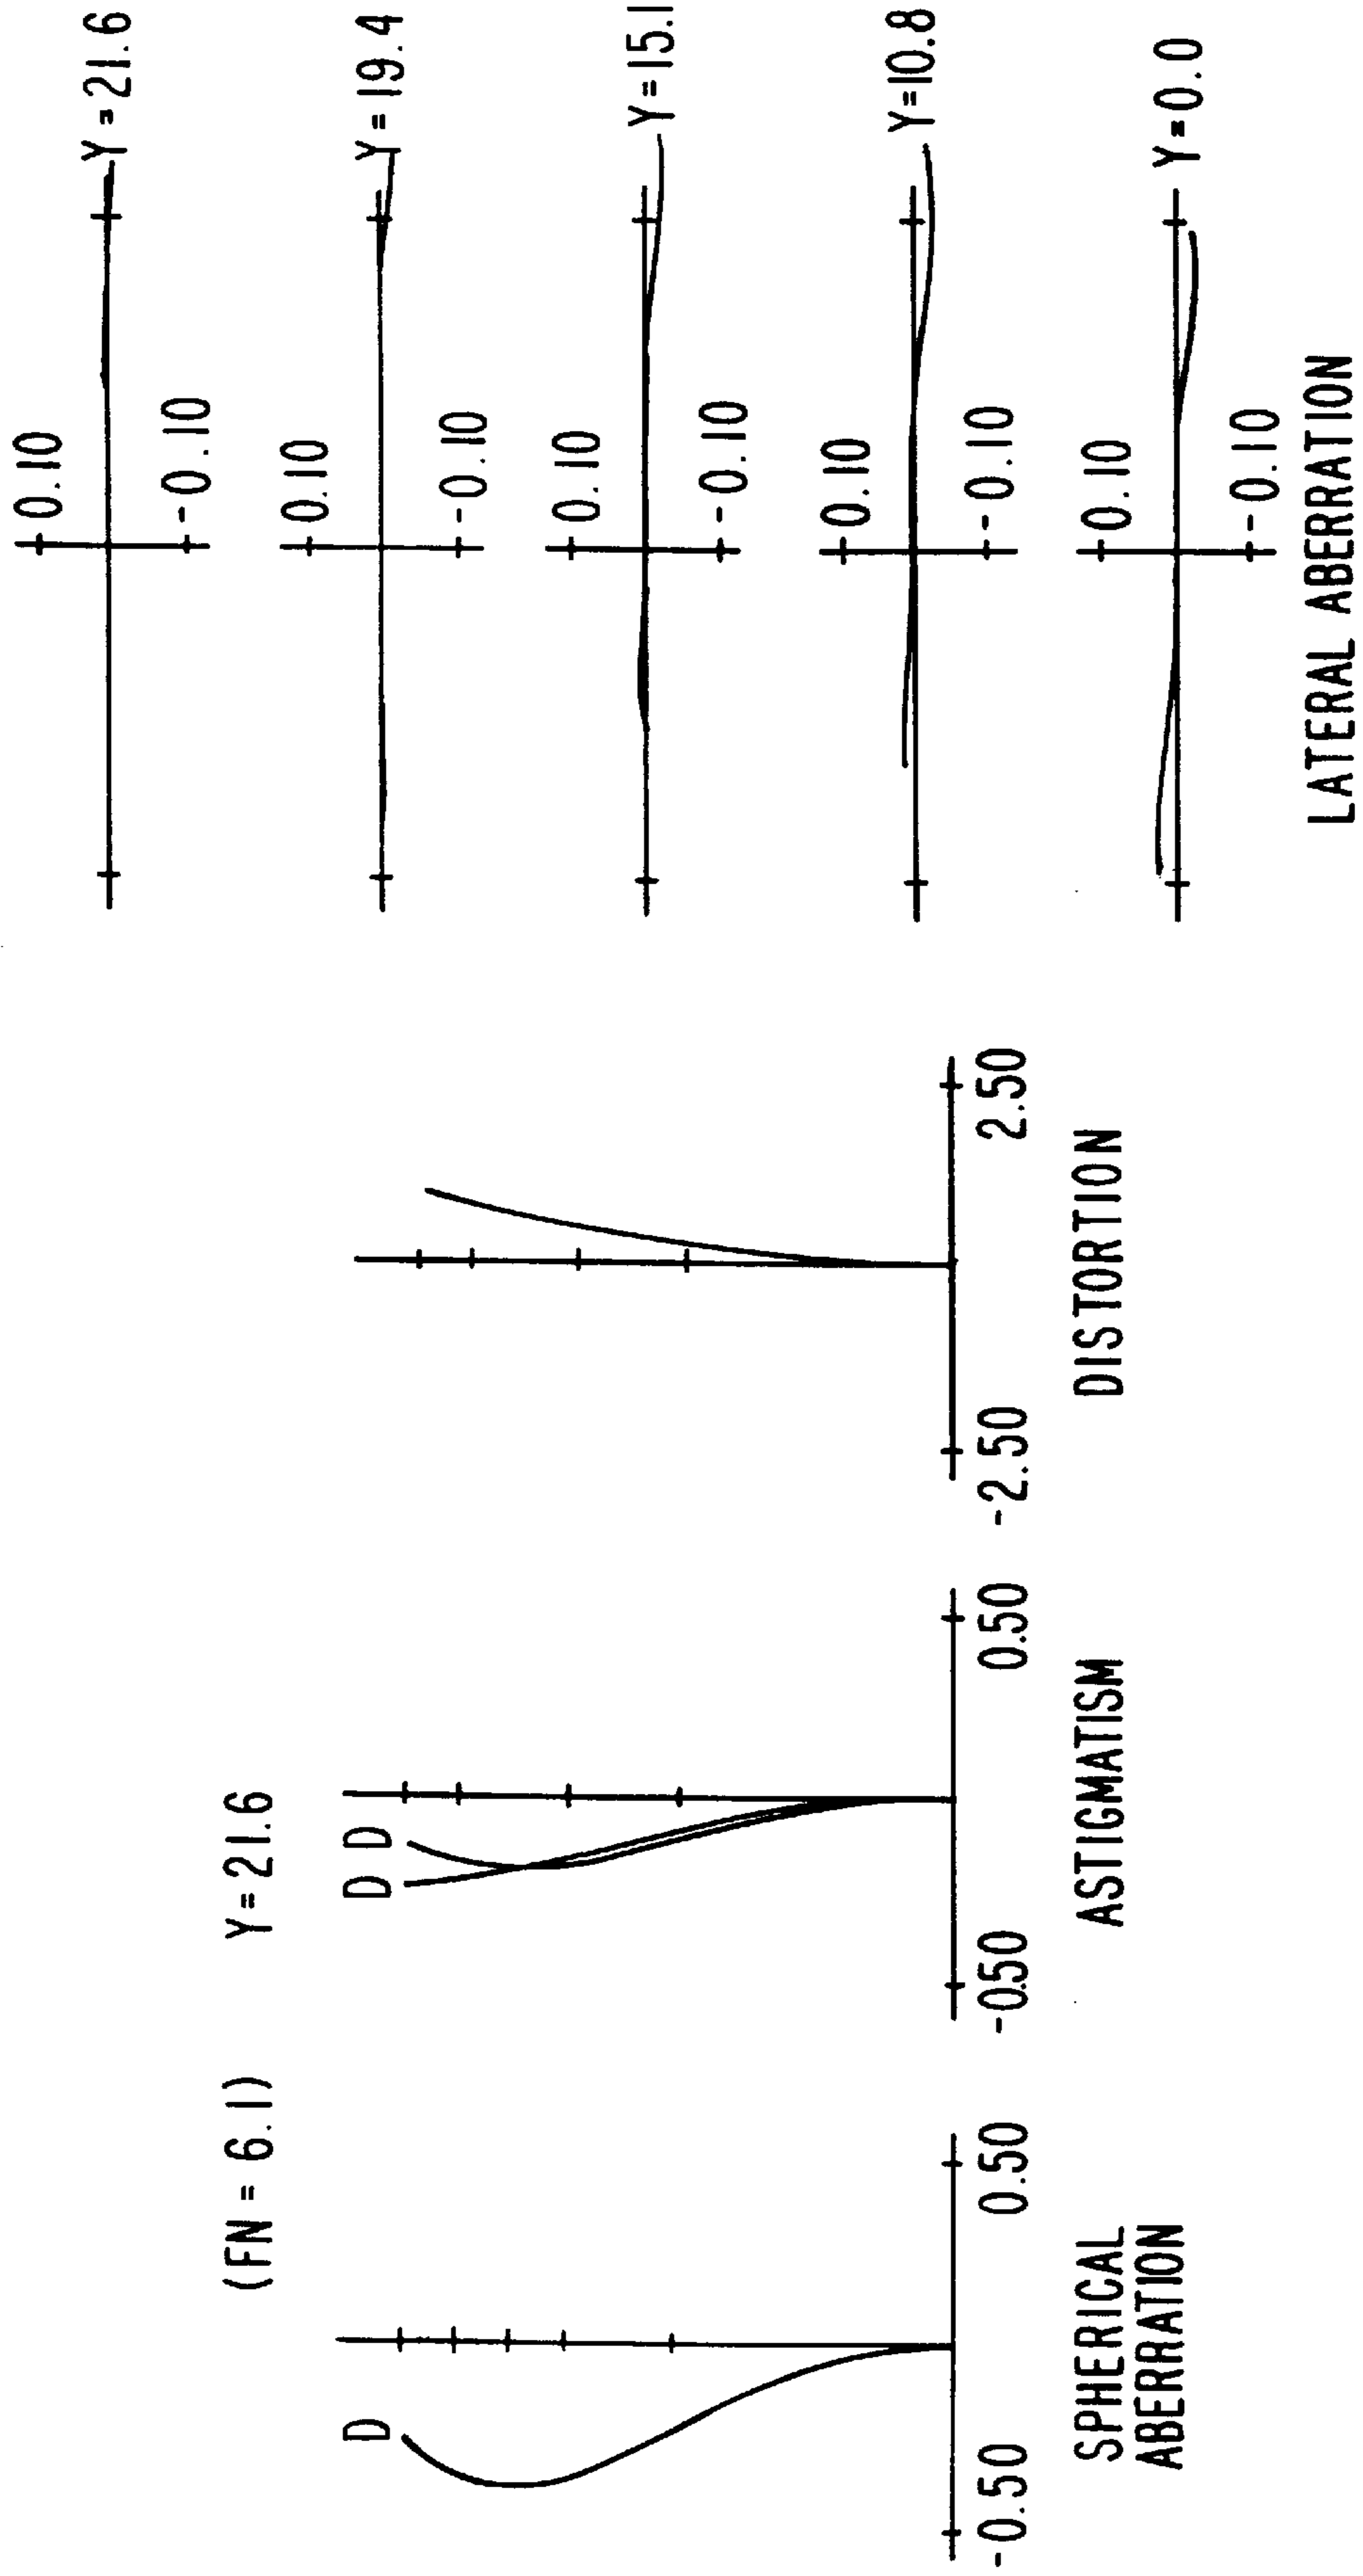 (FN = 6.1) Y=21.6
D
-0.50 0.50
SPHERICAL
ABERRATION
D D
-0.50 0.50
ASTIGMATISM
-2.50 2.50
DISTORTION
0.10
-0.10
Y=21.6
0.10
-0.10
Y=19.4
0.10
-0.10
Y=15.1
0.10
-0.10
Y=10.8
0.10
-0.10
Y=0.0
LATERAL ABERRATION